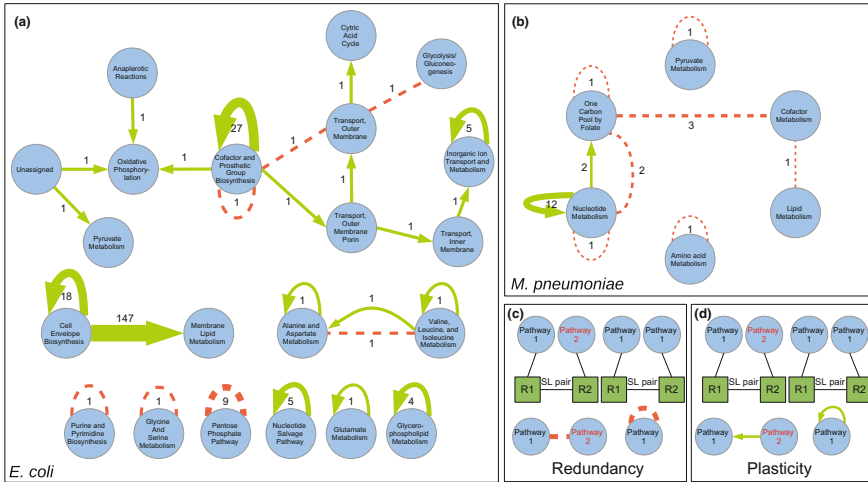 (a)
Cytric
Acid
Cycle
Glycolysis/
Gluconeo-
genesis
Anaplerotic
Reactions
1
1
1
Transport, Outer
Membrane
1
27
5
Unassigned
1
Oxidative
Phosphory-
lation
1
Cofactor and
Prosthetic
Group
Biosynthesis
Inorganic Ion
Transport and
Metabolism
1
1
1
1
1
Pyruvate
Metabolism
Transport,
Outer
Membrane
Porin
1
Transport,
Inner
Membrane
18
Cell
Envelope
Biosynthesis
147
Membrane
Lipid
Metabolism
1
Alanine and
Aspartate
Metabolism
1
1
1
Valine,
Leucine, and
Isoleucine
Metabolism
1
Purine and
Pyrimidine
Biosynthesis
1
Glycine
And
Serine
Metabolism
9
Pentose
Phosphate
Pathway
5
Nucleotide
Salvage
Pathway
1
Glutamate
Metabolism
4
Glycero-
phospholipid
Metabolism
E. coli
(b)
1
Pyruvate
Metabolism
1
One
Carbon
Pool by
Folate
3
Cofactor
Metabolism
2
2
1
12
Nucleotide
Metabolism
1
Lipid
Metabolism
1
Amino acid
Metabolism
M. pneumoniae
(c)
Pathway
1
Pathway
2
Pathway
1
Pathway
1
R1
SL pair
R2
R1
SL pair
R2
Pathway
1
Pathway
2
Pathway
1
Redundancy
(d)
Pathway
1
Pathway
2
Pathway
1
Pathway
1
R1
SL pair
R2
R1
SL pair
R2
Pathway
1
Pathway
2
Pathway
1
Plasticity